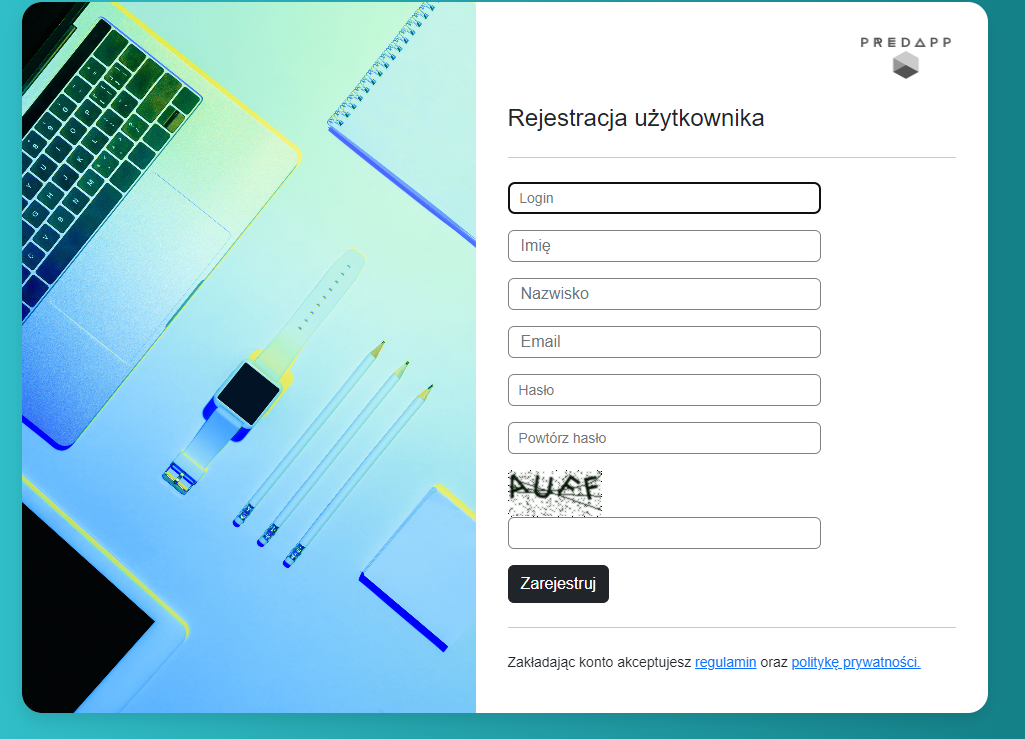 PREDAPP
Rejestracja użytkownika
Login
Imię
Nazwisko
Email
Hasło
Powtórz hasło
AUFF
Zarejestruj
Zakładając konto akceptujesz regulamin oraz politykę prywatności.